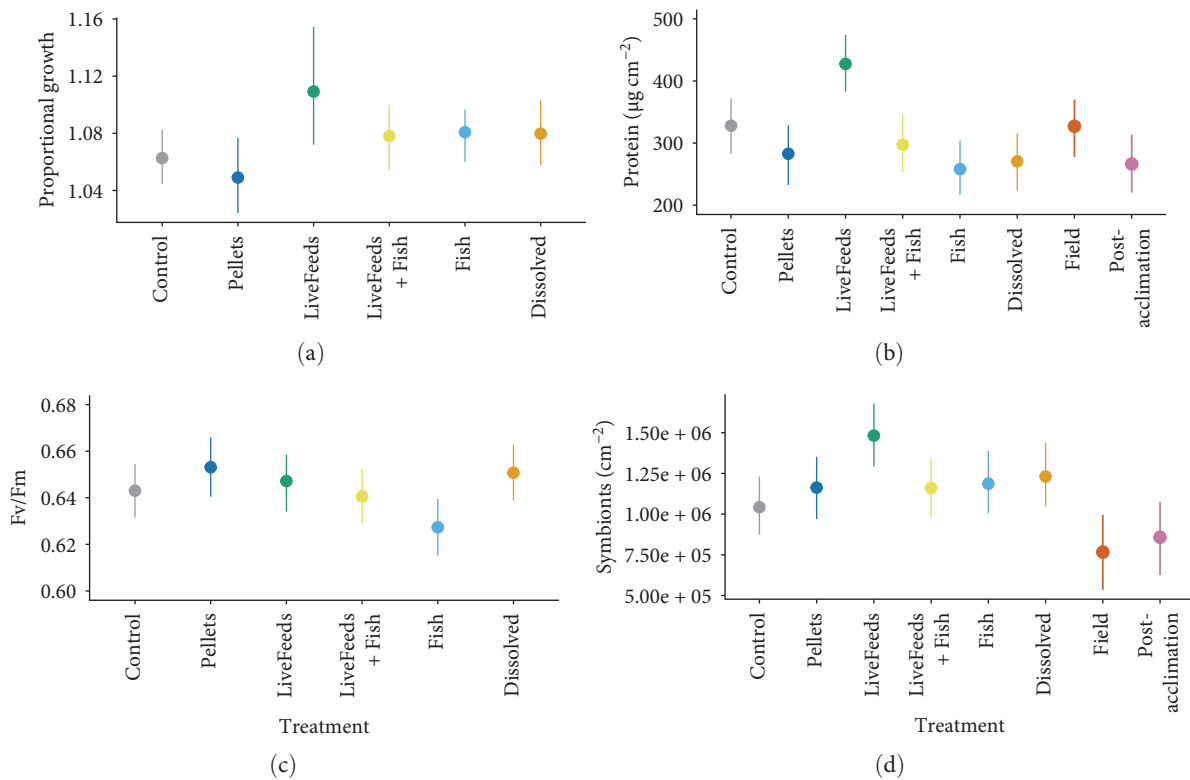 1.16
1.12
1.08
1.04
Proportional growth
Control
Pellets
LiveFeeds
LiveFeeds
+ Fish
Fish
Dissolved
(a)
500
400
300
200
Protein (µg cm−2)
Control
Pellets
LiveFeeds
LiveFeeds
+ Fish
Fish
Dissolved
Field
Post-
acclimation
(b)
0.68
0.66
0.64
0.62
0.60
Fv/Fm
Control
Pellets
LiveFeeds
LiveFeeds
+ Fish
Fish
Dissolved
Treatment
(c)
1.50e + 06
1.25e + 06
1.00e + 06
7.50e + 05
5.00e + 05
Symbionts (cm−2)
Control
Pellets
LiveFeeds
LiveFeeds
+ Fish
Fish
Dissolved
Field
Post-
acclimation
Treatment
(d)